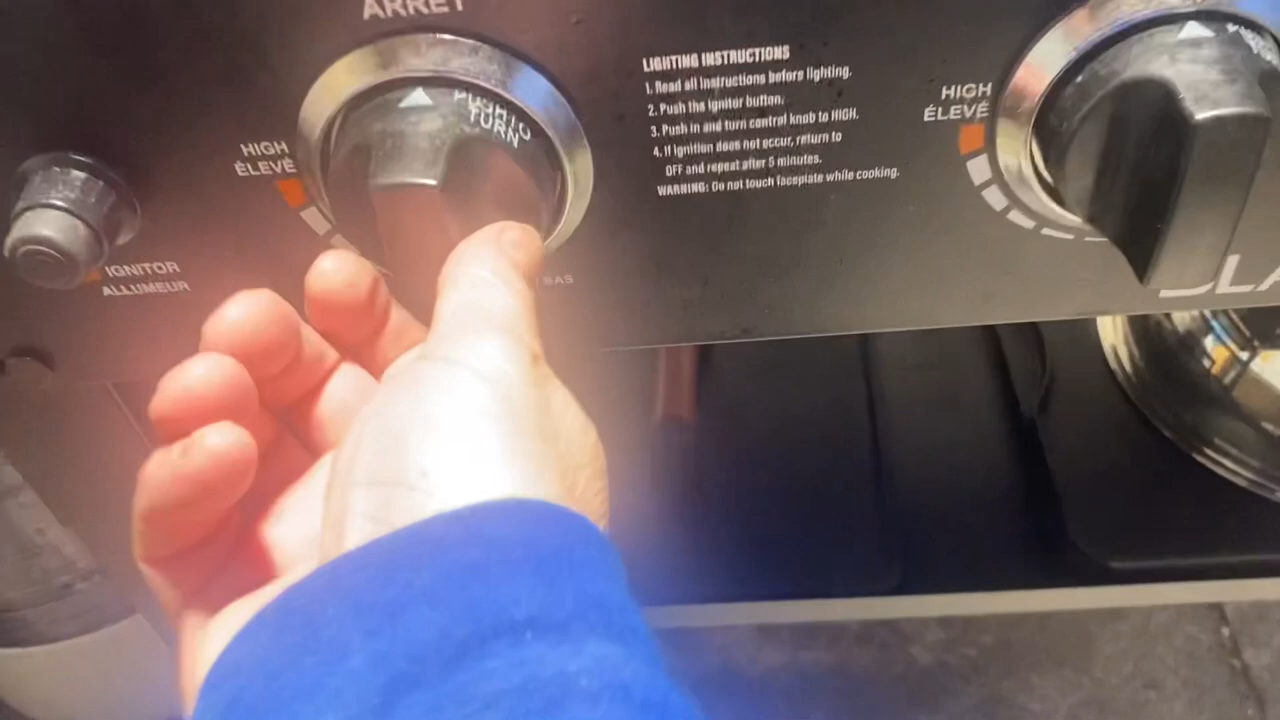 ARRÊT
PUSH TO
TURN
HIGH
ÉLEVÉ
IGNITOR
ALLUMEUR
BAS
LIGHTING INSTRUCTIONS
1. Read all instructions before lighting.
2. Push the ignitor button.
3. Push in and turn control knob to HIGH.
4. If ignition does not occur, return to
OFF and repeat after 5 minutes.
WARNING: Do not touch faceplate while cooking.
HIGH
ÉLEVÉ